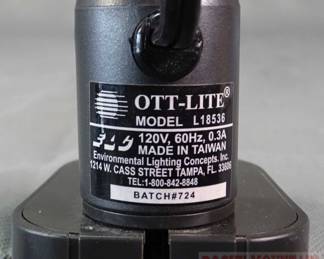 OTT-LITE®
MODEL L18536
ELC 120V, 60Hz, 0.3A
MADE IN TAIWAN
Environmental Lighting Concepts. Inc.
1214 W. CASS STREET TAMPA, FL. 33606
TEL:1-800-842-8848
BATCH#724